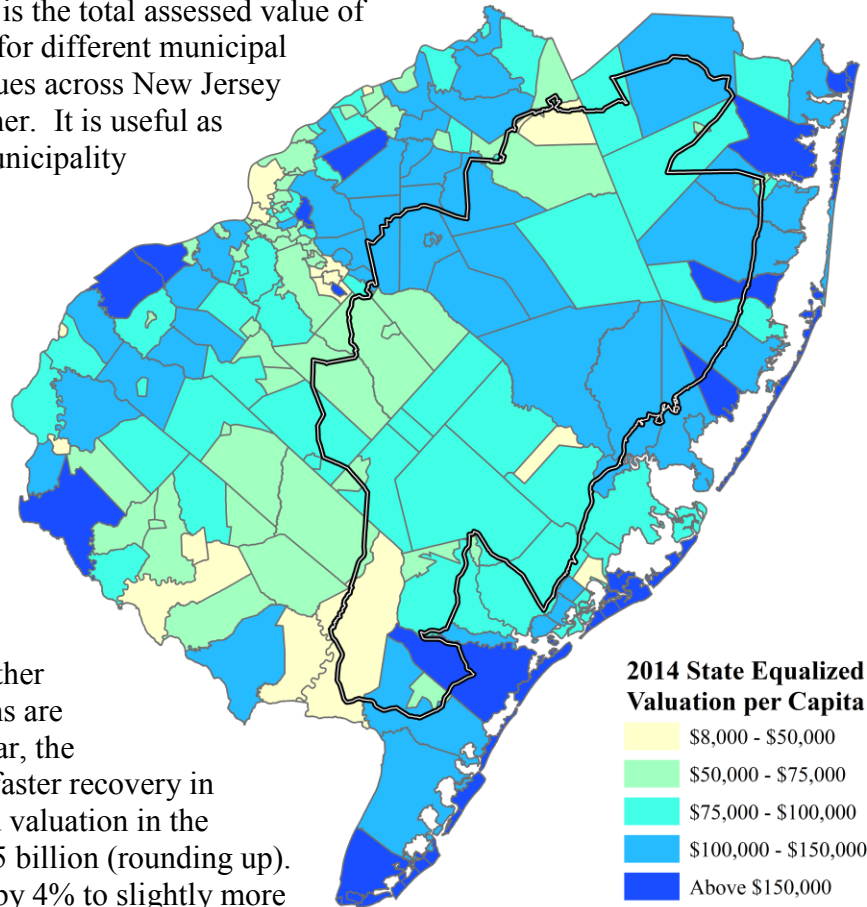 is the total assessed value of
for different municipal
ues across New Jersey
ner. It is useful as
unicipality
ther
ns are
ar, the
faster recovery in
valuation in the
5 billion (rounding up).
by 4% to slightly more
2014 State Equalized
Valuation per Capita
$8,000 - $50,000
$50,000 - $75,000
$75,000 - $100,000
$100,000 - $150,000
Above $150,000